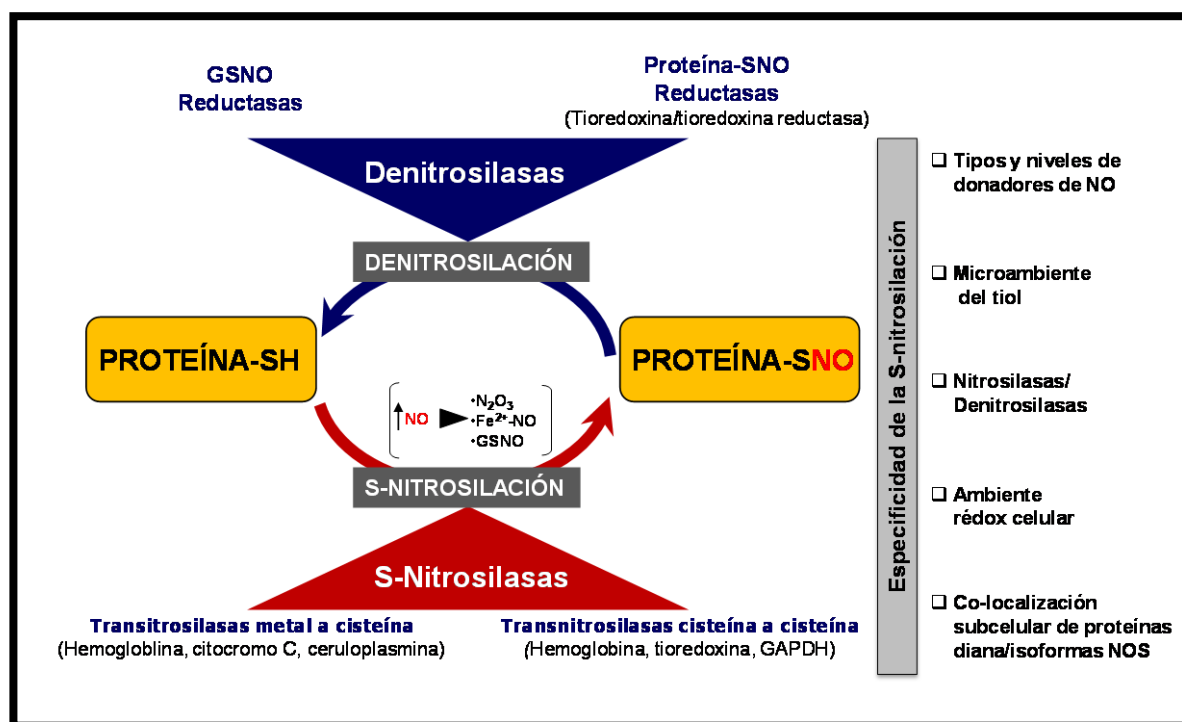 GSNO
Reductasas
Proteína-SNO
Reductasas
(Tioredoxina/tioredoxina reductasa)
Denitrosilasas
DENITROSILACIÓN
PROTEÍNA-SH
PROTEÍNA-SNO
↑NO
•N₂O₃
•Fe²⁺-NO
•GSNO
S-NITROSILACIÓN
S-Nitrosilasas
Transitrosilasas metal a cisteína
(Hemogloblina, citocromo C, ceruloplasmina)
Transnitrosilasas cisteína a cisteína
(Hemoglobina, tioredoxina, GAPDH)
Especificidad de la S-nitrosilación
❑ Tipos y niveles de
donadores de NO
❑ Microambiente
del tiol
❑ Nitrosilasas/
Denitrosilasas
❑ Ambiente
rédox celular
❑ Co-localización
subcelular de proteínas
diana/isoformas NOS